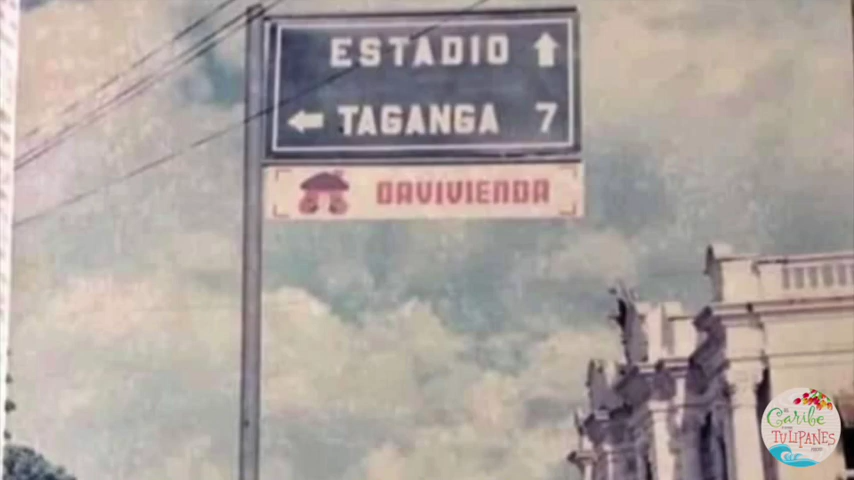 ESTADIO
TAGANGA 7
DAVIVIENDA
Caribe
TULIPANES